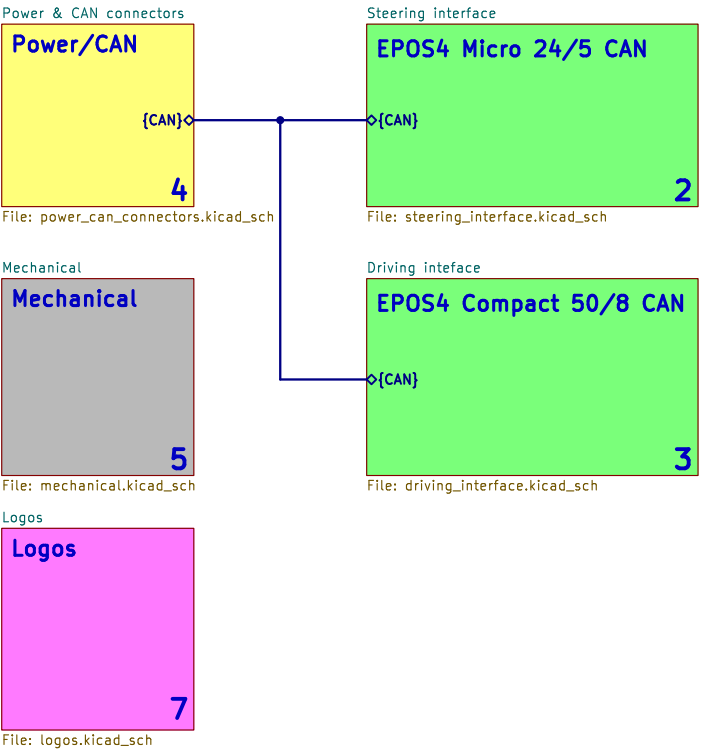 Power & CAN connectors
Power/CAN
{CAN}
4
File: power_can_connectors.kicad_sch
Steering interface
EPOS4 Micro 24/5 CAN
{CAN}
2
File: steering_interface.kicad_sch
Mechanical
Mechanical
5
File: mechanical.kicad_sch
Driving inteface
EPOS4 Compact 50/8 CAN
{CAN}
3
File: driving_interface.kicad_sch
Logos
Logos
7
File: logos.kicad_sch